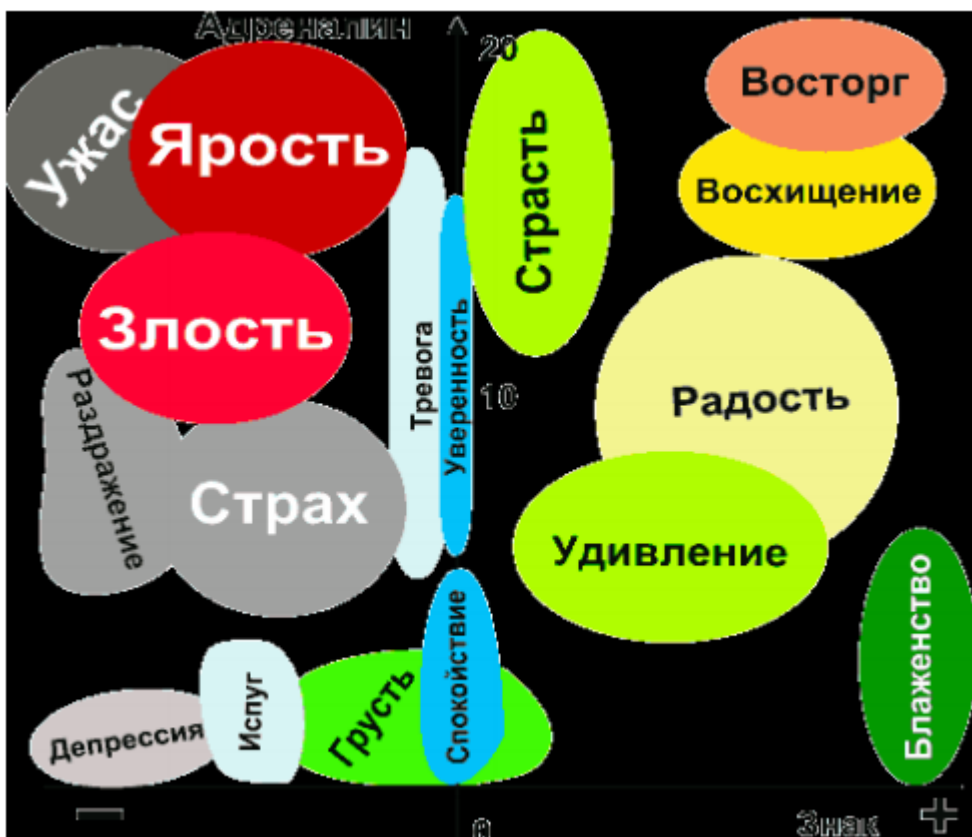 Адреналин
20
Ужас
Ярость
Страсть
Восторг
Восхищение
Злость
Тревога
Уверенность
10
Радость
Раздражение
Страх
Удивление
Блаженство
Депрессия
Испуг
Грусть
Спокойствие
—
0
Знак
+